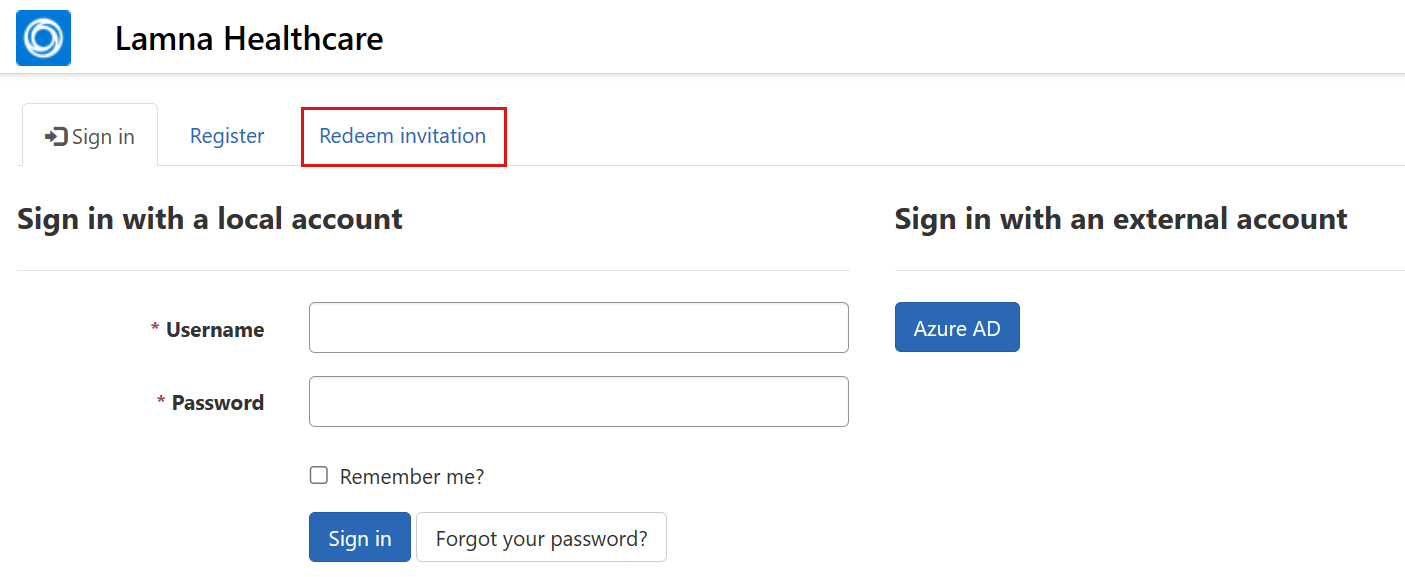 Lamna Healthcare
Sign in
Register
Redeem invitation
Sign in with a local account
Sign in with an external account
* Username
Azure AD
* Password
Remember me?
Sign in
Forgot your password?